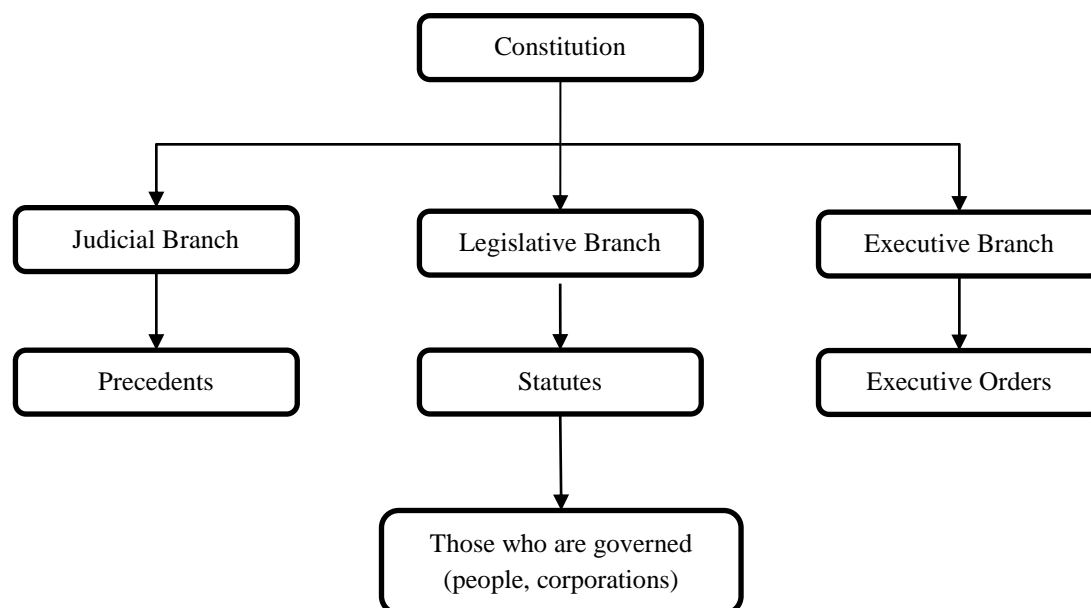 Constitution
Judicial Branch
Legislative Branch
Executive Branch
Precedents
Statutes
Executive Orders
Those who are governed
(people, corporations)